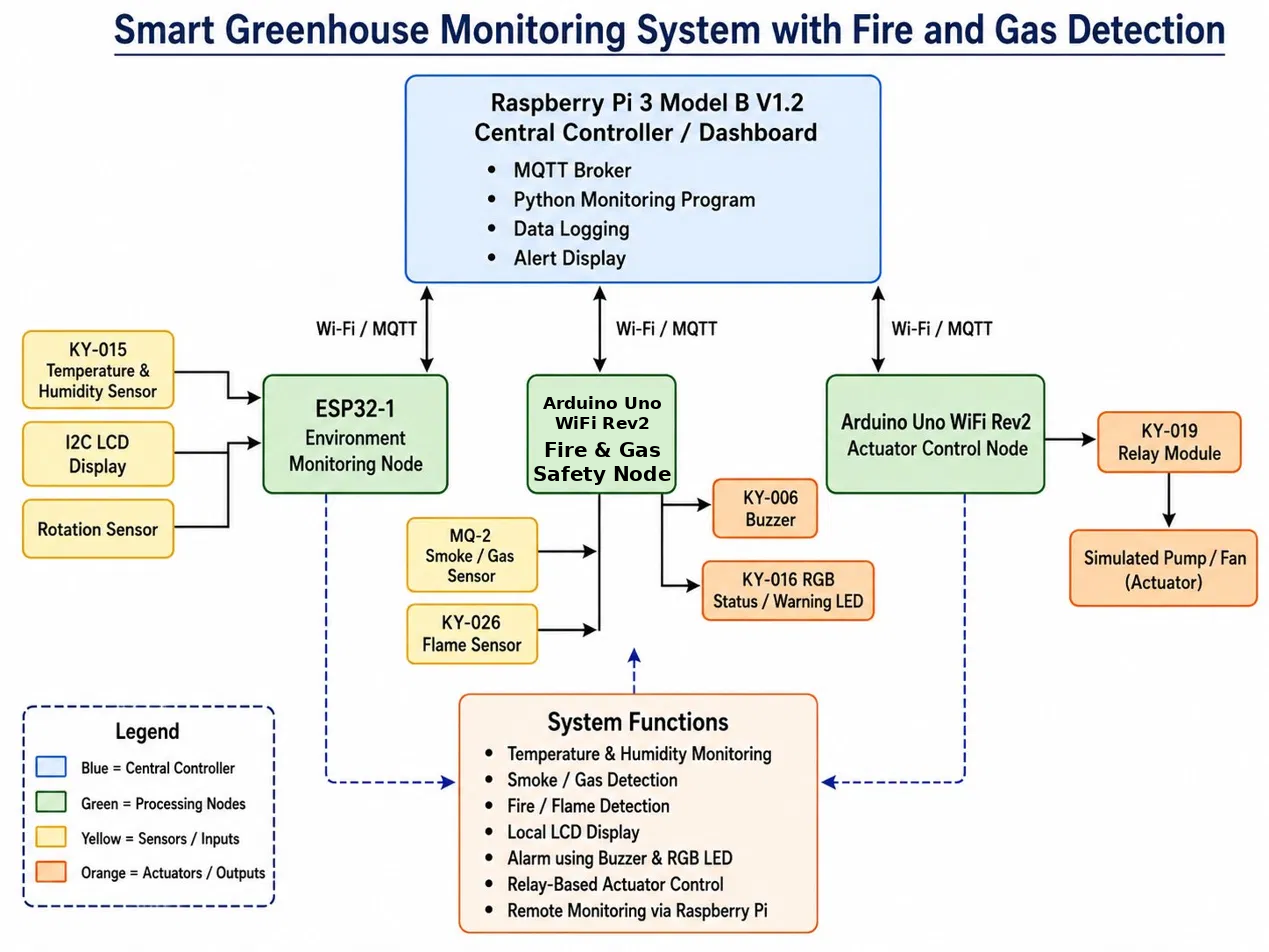 Smart Greenhouse Monitoring System with Fire and Gas Detection
Raspberry Pi 3 Model B V1.2
Central Controller / Dashboard
• MQTT Broker
• Python Monitoring Program
• Data Logging
• Alert Display
Wi-Fi / MQTT
Wi-Fi / MQTT
Wi-Fi / MQTT
KY-015
Temperature &
Humidity Sensor
I2C LCD
Display
Rotation Sensor
ESP32-1
Environment
Monitoring Node
Arduino Uno
WiFi Rev2
Fire & Gas
Safety Node
Arduino Uno WiFi Rev2
Actuator Control Node
KY-019
Relay Module
Simulated Pump / Fan
(Actuator)
MQ-2
Smoke / Gas
Sensor
KY-026
Flame Sensor
KY-006
Buzzer
KY-016 RGB
Status / Warning LED
Legend
Blue = Central Controller
Green = Processing Nodes
Yellow = Sensors / Inputs
Orange = Actuators / Outputs
System Functions
• Temperature & Humidity Monitoring
• Smoke / Gas Detection
• Fire / Flame Detection
• Local LCD Display
• Alarm using Buzzer & RGB LED
• Relay-Based Actuator Control
• Remote Monitoring via Raspberry Pi